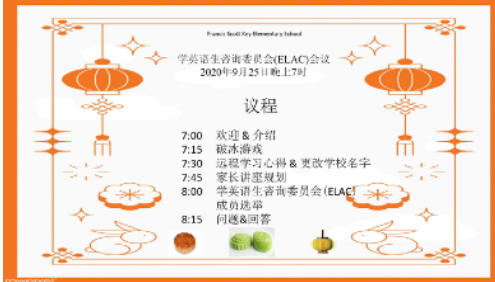 Francis Scott Key Elementary School
学英语生咨询委员会(ELAC)会议
2020年9月25日晚上7时
议程
7:00 欢迎 & 介绍
7:15 破冰游戏
7:30 远程学习心得 & 更改学校名字
7:45 家长讲座规划
8:00 学英语生咨询委员会(ELAC)
成员选举
8:15 问题&回答